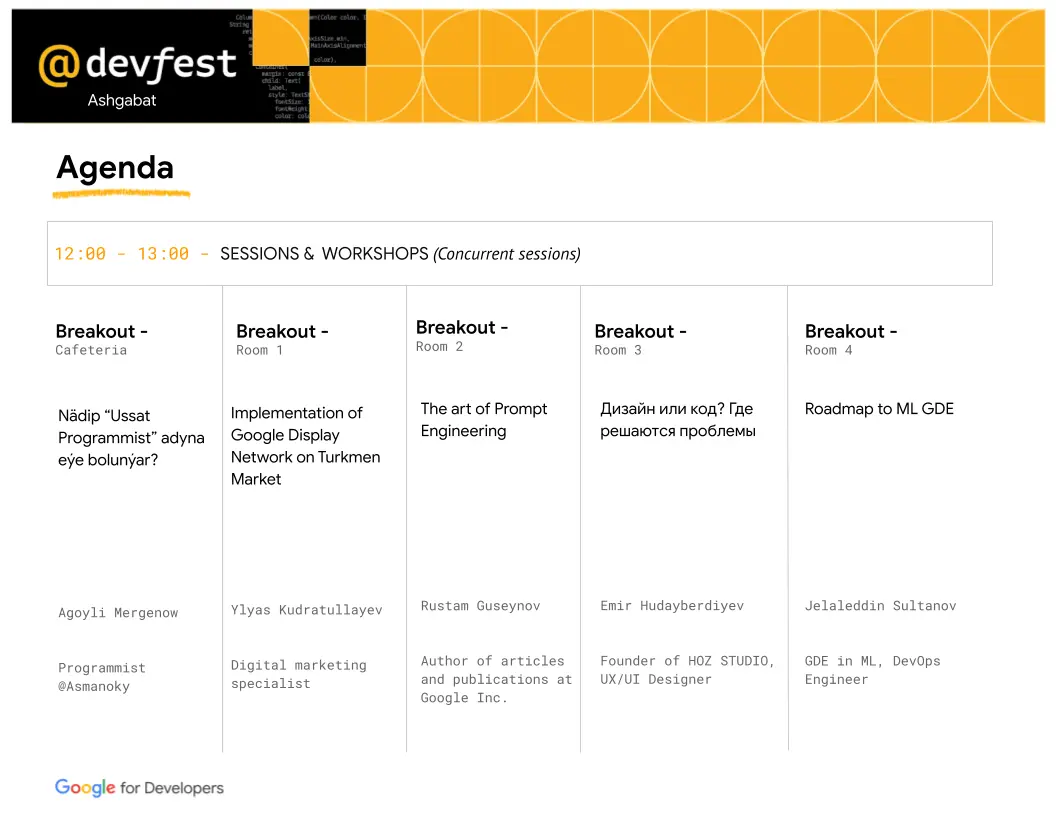 @devfest
Ashgabat
Agenda
12:00 - 13:00 - SESSIONS & WORKSHOPS (Concurrent sessions)
Breakout -
Cafeteria
Nädip “Ussat
Programmist” adyna
eýe bolunýar?
Agoyli Mergenow
Programmist
@Asmanoky
Breakout -
Room 1
Implementation of
Google Display
Network on Turkmen
Market
Ylyas Kudratullayev
Digital marketing
specialist
Breakout -
Room 2
The art of Prompt
Engineering
Rustam Guseynov
Author of articles
and publications at
Google Inc.
Breakout -
Room 3
Дизайн или код? Где
решаются проблемы
Emir Hudayberdiyev
Founder of HOZ STUDIO,
UX/UI Designer
Breakout -
Room 4
Roadmap to ML GDE
Jelaleddin Sultanov
GDE in ML, DevOps
Engineer
Google for Developers